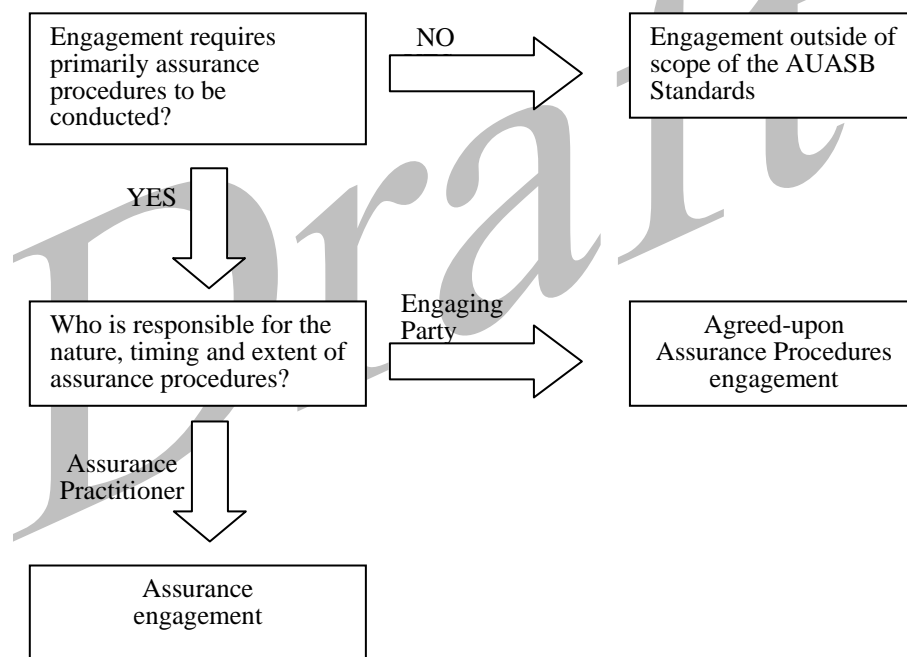 Engagement requires
primarily assurance
procedures to be
conducted?
NO
Engagement outside of
scope of the AUASB
Standards
YES
Who is responsible for the
nature, timing and extent of
assurance procedures?
Engaging
Party
Agreed-upon
Assurance Procedures
engagement
Assurance
Practitioner
Assurance
engagement
Draft